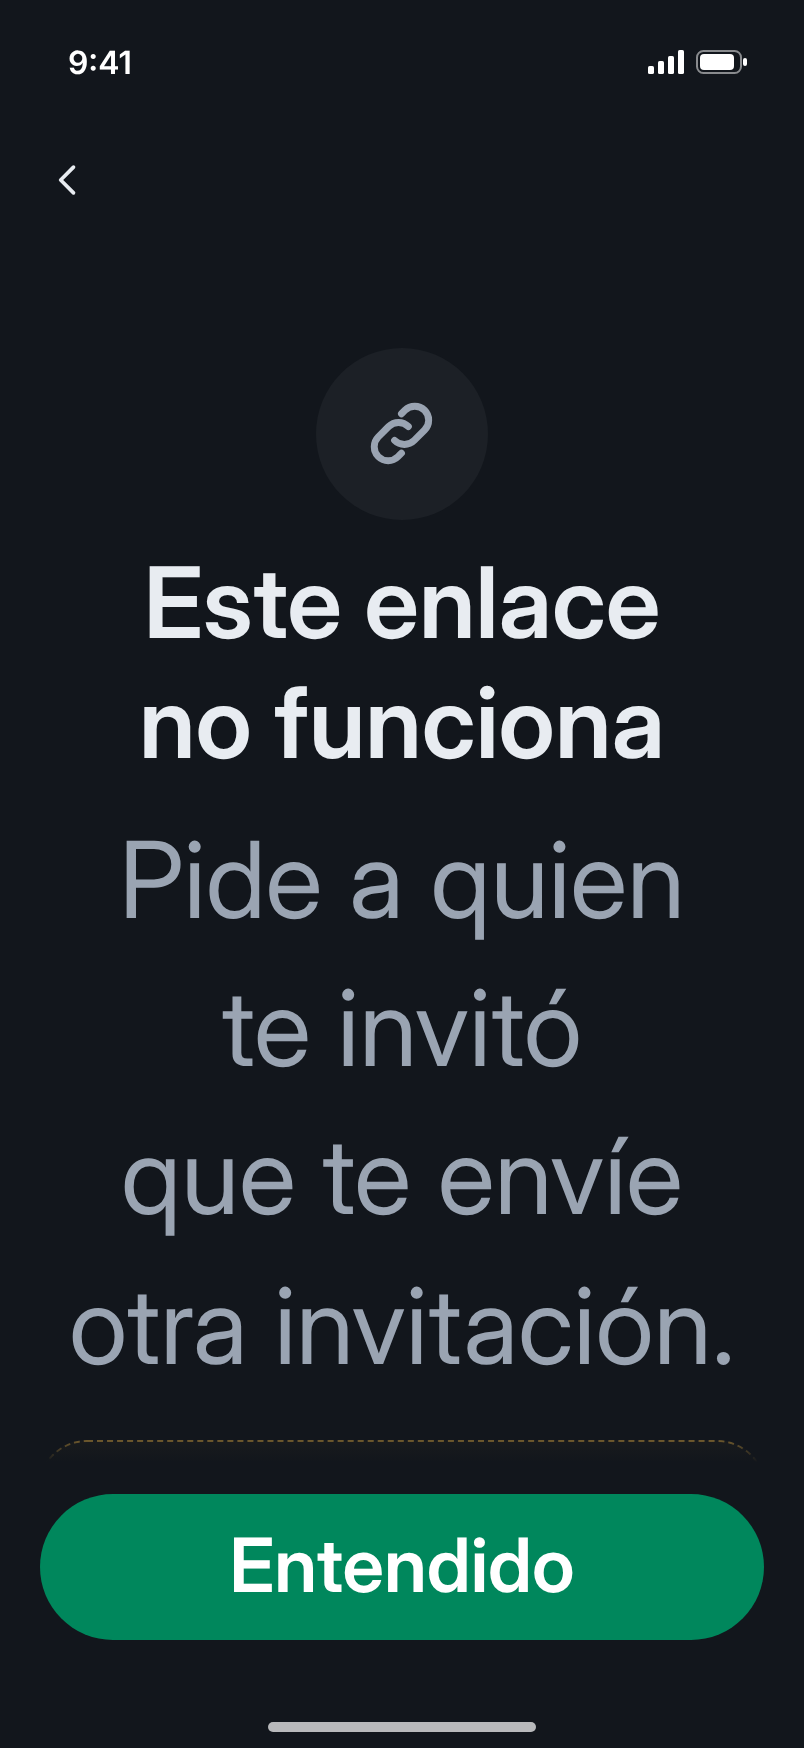 9:41
Este enlace
no funciona
Pide a quien
te invitó
que te envíe
otra invitación.
Entendido